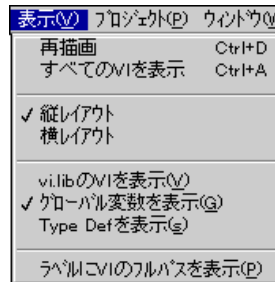 表示(V) プロジェクト(P) ウィンドウ(W
再描画 Ctrl+D
すべてのVIを表示 Ctrl+A
✓ 縦レイアウト
横レイアウト
vi.libのVIを表示(V)
✓ グローバル変数を表示(G)
Type Defを表示(s)
ラベルにVIのフルパスを表示(P)